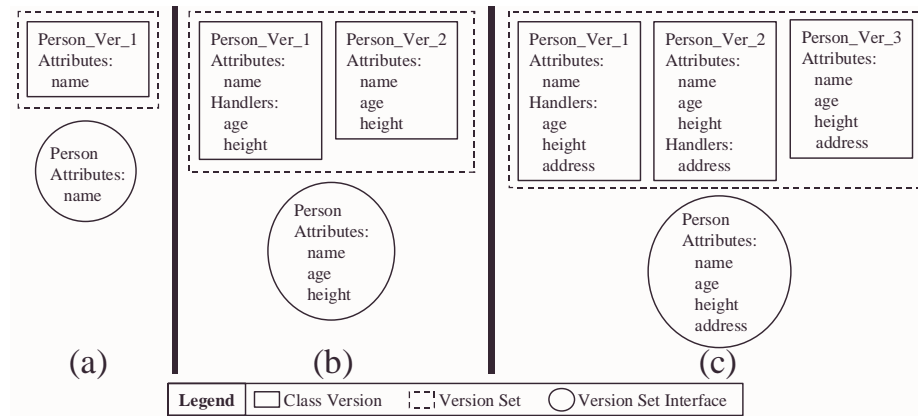 Person_Ver_1
Attributes:
name
Person
Attributes:
name
(a)
Person_Ver_1
Attributes:
name
Handlers:
age
height
Person_Ver_2
Attributes:
name
age
height
Person
Attributes:
name
age
height
(b)
Person_Ver_1
Attributes:
name
Handlers:
age
height
address
Person_Ver_2
Attributes:
name
age
height
Handlers:
address
Person_Ver_3
Attributes:
name
age
height
address
Person
Attributes:
name
age
height
address
(c)
Legend Class Version Version Set Version Set Interface